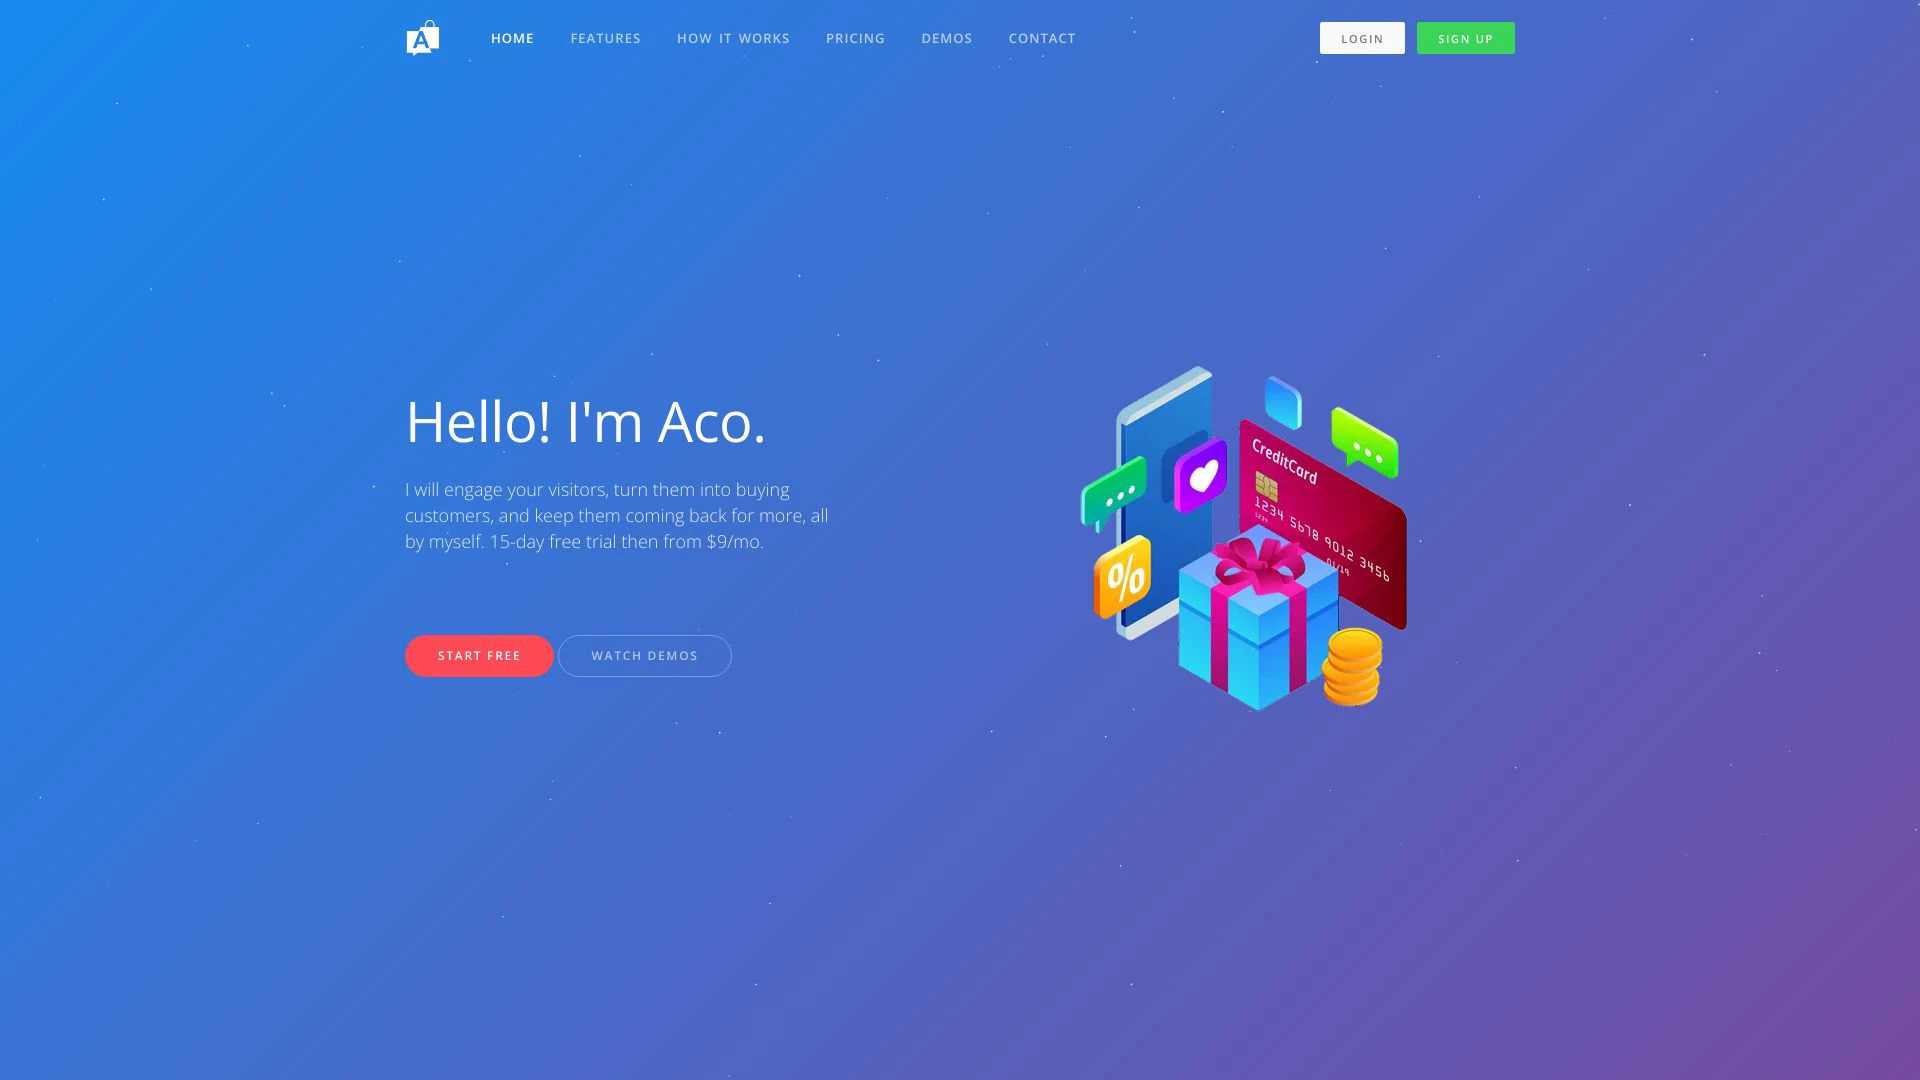 A
HOME
FEATURES
HOW IT WORKS
PRICING
DEMOS
CONTACT
LOGIN
SIGN UP
Hello! I'm Aco.
I will engage your visitors, turn them into buying
customers, and keep them coming back for more, all
by myself. 15-day free trial then from $9/mo.
START FREE
WATCH DEMOS
CreditCard
1234 5678 9012 3456
1234
01/19
%